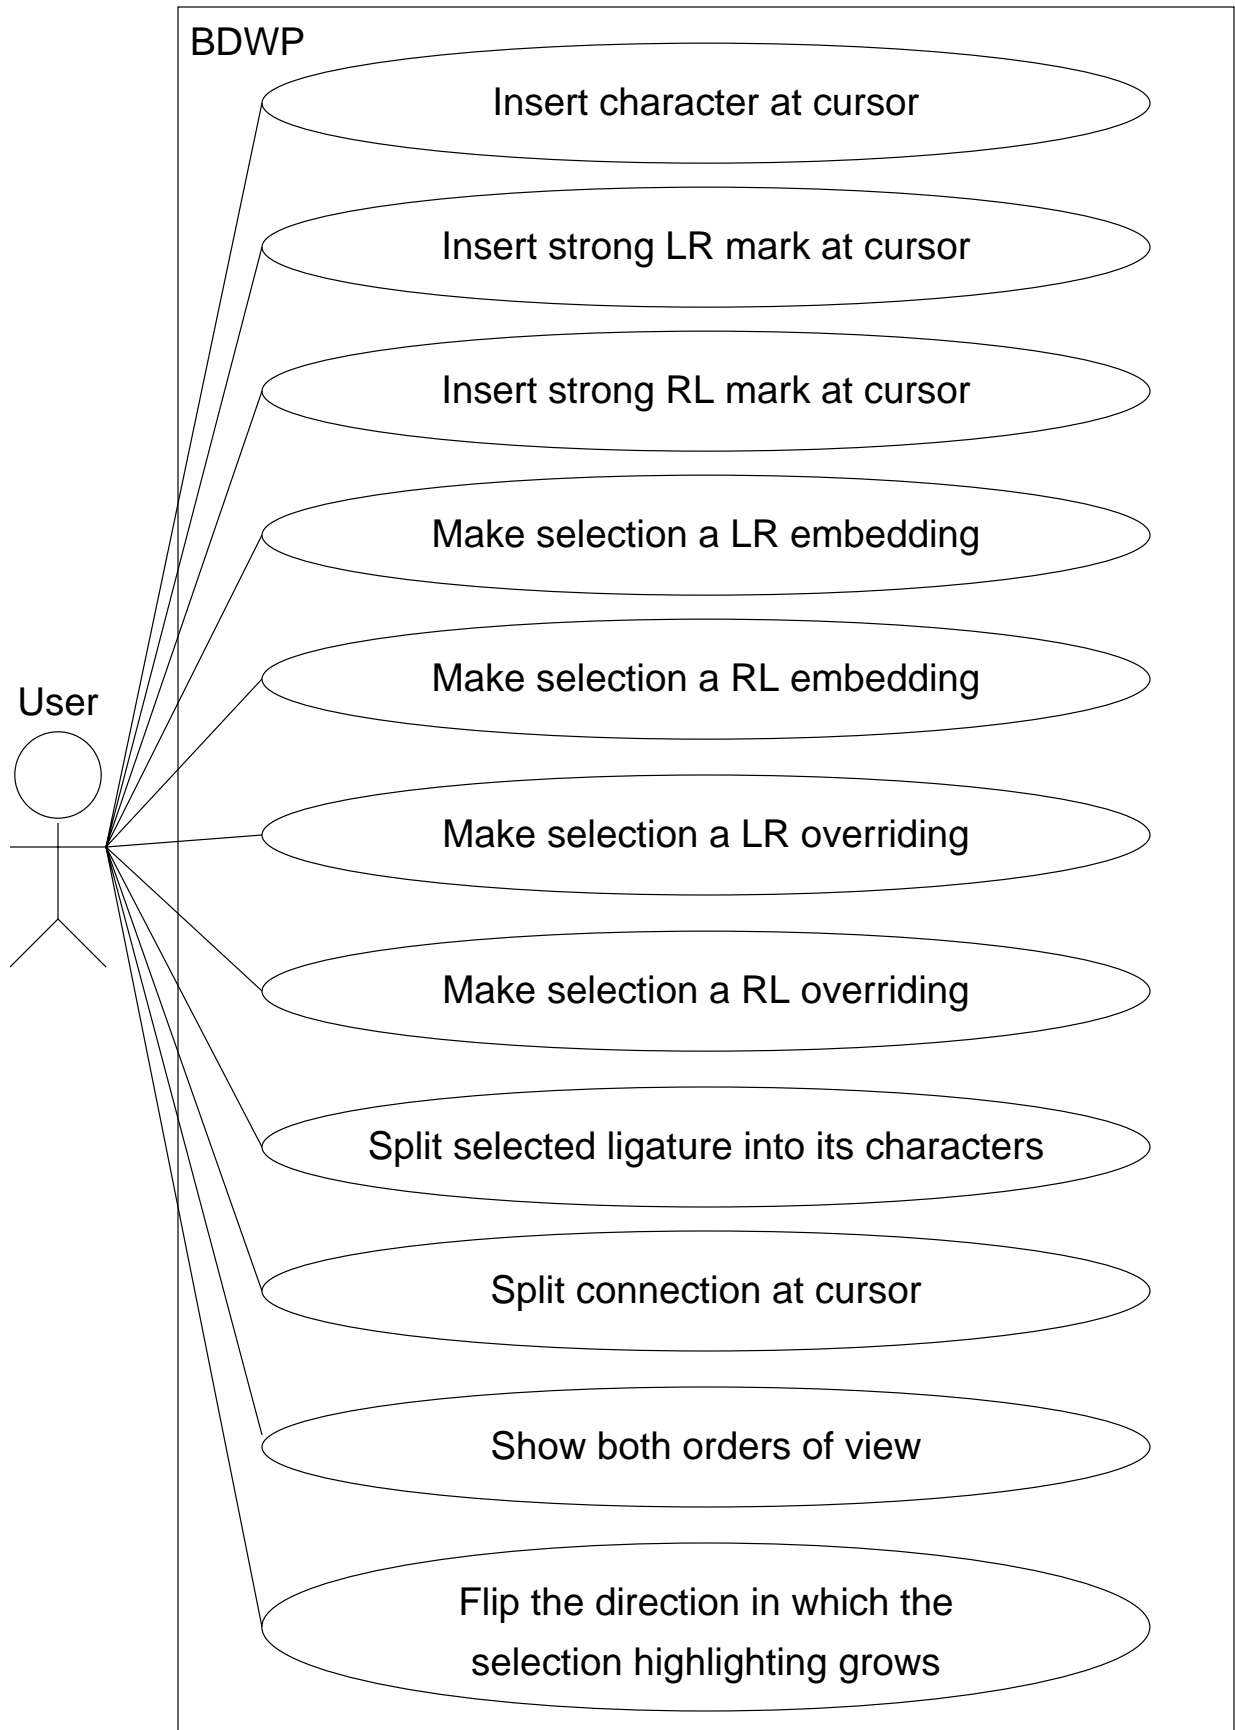 BDWP
Insert character at cursor
Insert strong LR mark at cursor
Insert strong RL mark at cursor
Make selection a LR embedding
Make selection a RL embedding
User
Make selection a LR overriding
Make selection a RL overriding
Split selected ligature into its characters
Split connection at cursor
Show both orders of view
Flip the direction in which the
selection highlighting grows